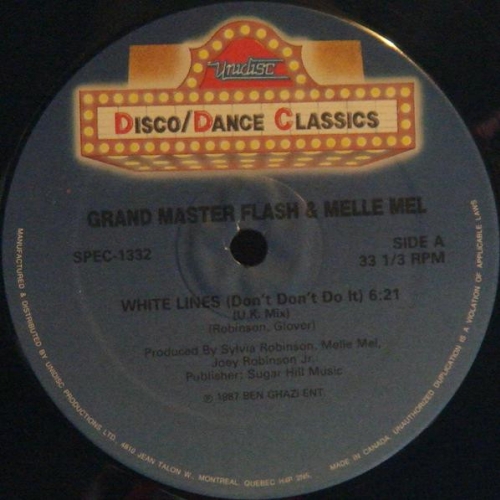 Unidisc
DISCO/DANCE CLASSICS
GRAND MASTER FLASH & MELLE MEL
SPEC-1332
SIDE A
33 1/3 RPM
WHITE LINES (Don't Don't Do It) 6:21
(U.K. Mix)
(Robinson, Glover)
Produced By Sylvia Robinson, Melle Mel,
Joey Robinson Jr.
Publisher: Sugar Hill Music
℗ 1987 BEN GHAZI ENT.
MANUFACTURED & DISTRIBUTED BY UNIDISC PRODUCTIONS LTD, 4810 JEAN TALON W., MONTREAL, QUEBEC H4P 2N5,
MADE IN CANADA. UNAUTHORIZED DUPLICATION IS A VIOLATION OF APPLICABLE LAWS